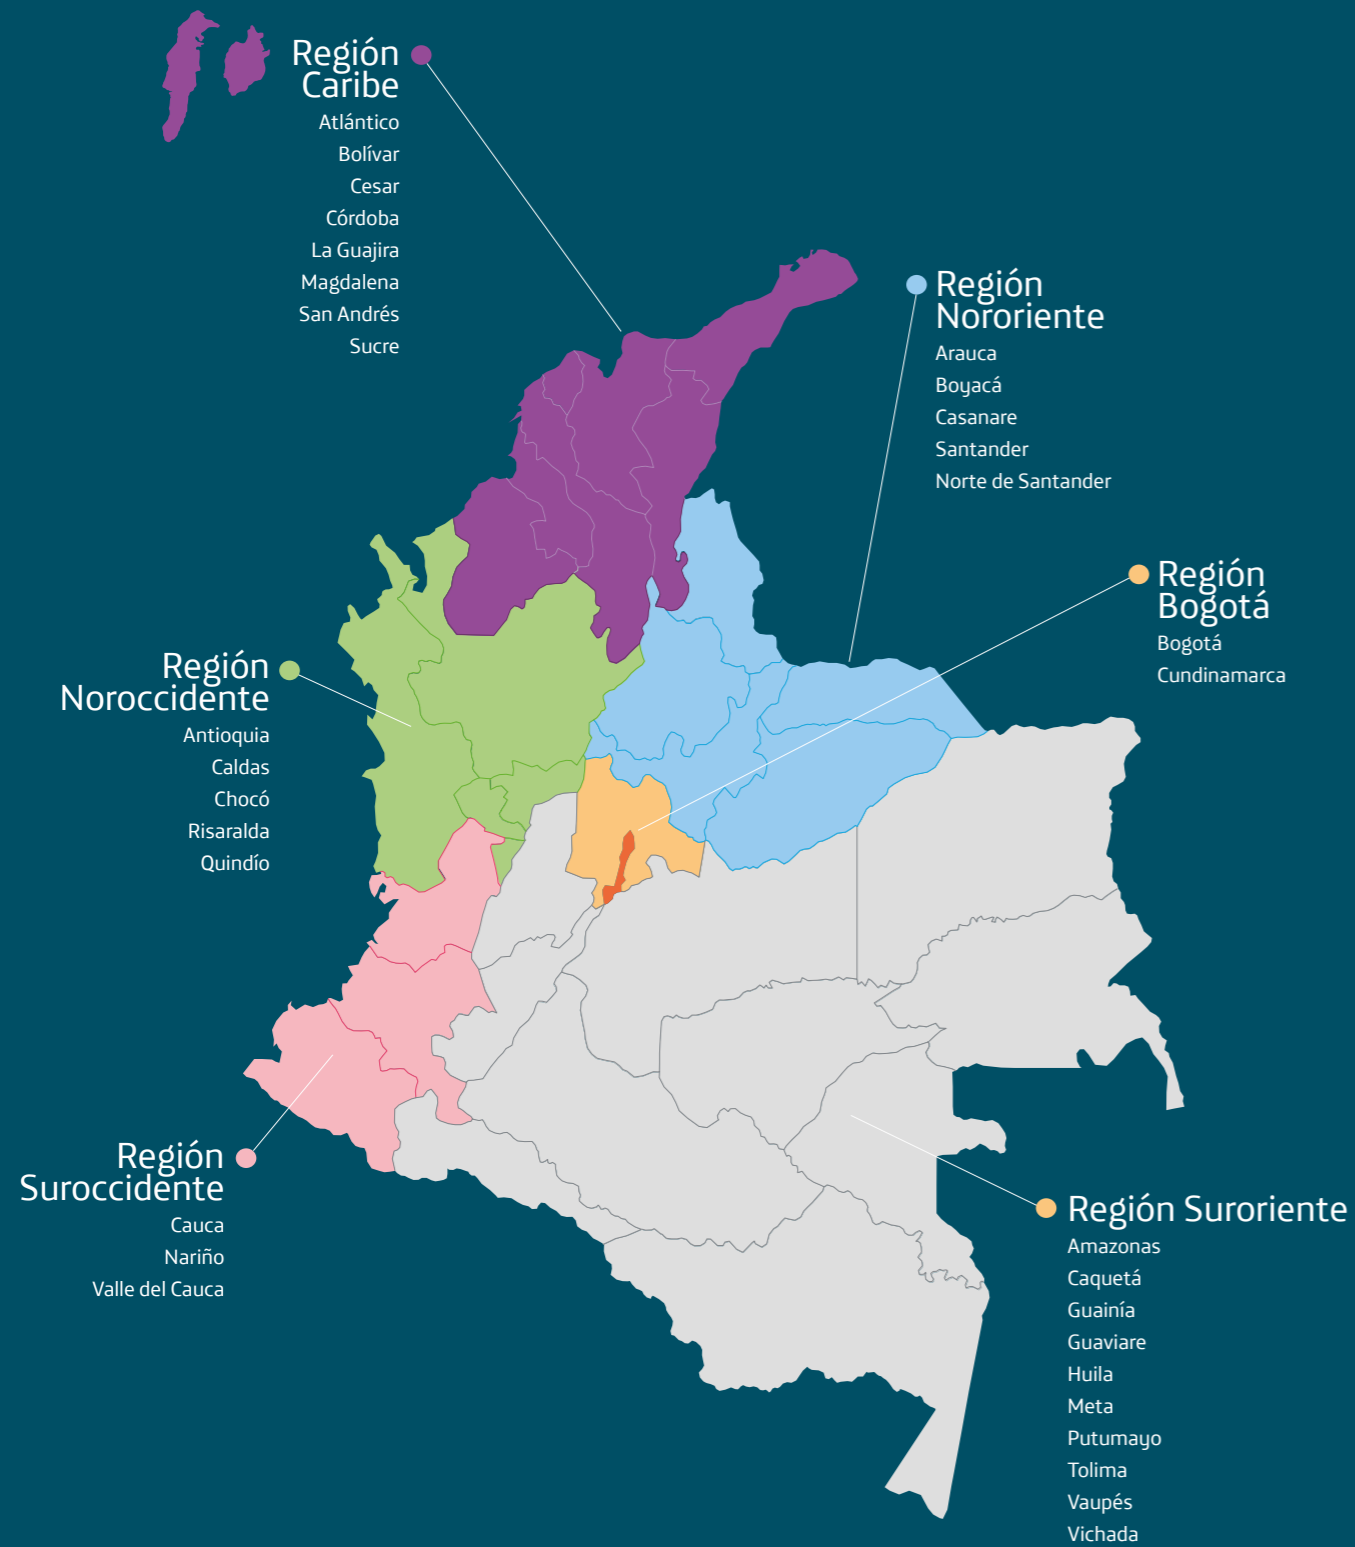 Región
Caribe
Atlántico
Bolívar
Cesar
Córdoba
La Guajira
Magdalena
San Andrés
Sucre
Región
Nororiente
Arauca
Boyacá
Casanare
Santander
Norte de Santander
Región
Bogotá
Bogotá
Cundinamarca
Región
Noroccidente
Antioquia
Caldas
Chocó
Risaralda
Quindío
Región
Suroccidente
Cauca
Nariño
Valle del Cauca
Región Suroriente
Amazonas
Caquetá
Guainía
Guaviare
Huila
Meta
Putumayo
Tolima
Vaupés
Vichada